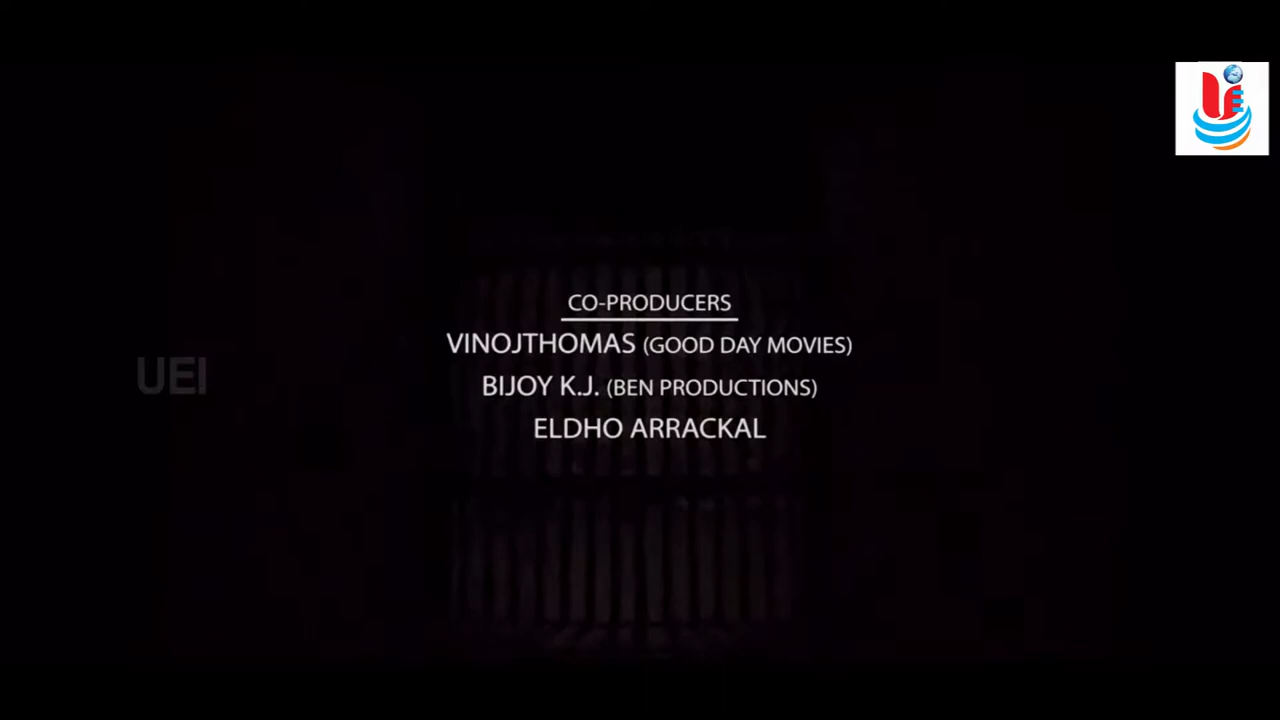 CO-PRODUCERS
VINOJTHOMAS (GOOD DAY MOVIES)
UEI
BIJOY K.J. (BEN PRODUCTIONS)
ELDHO ARRACKAL